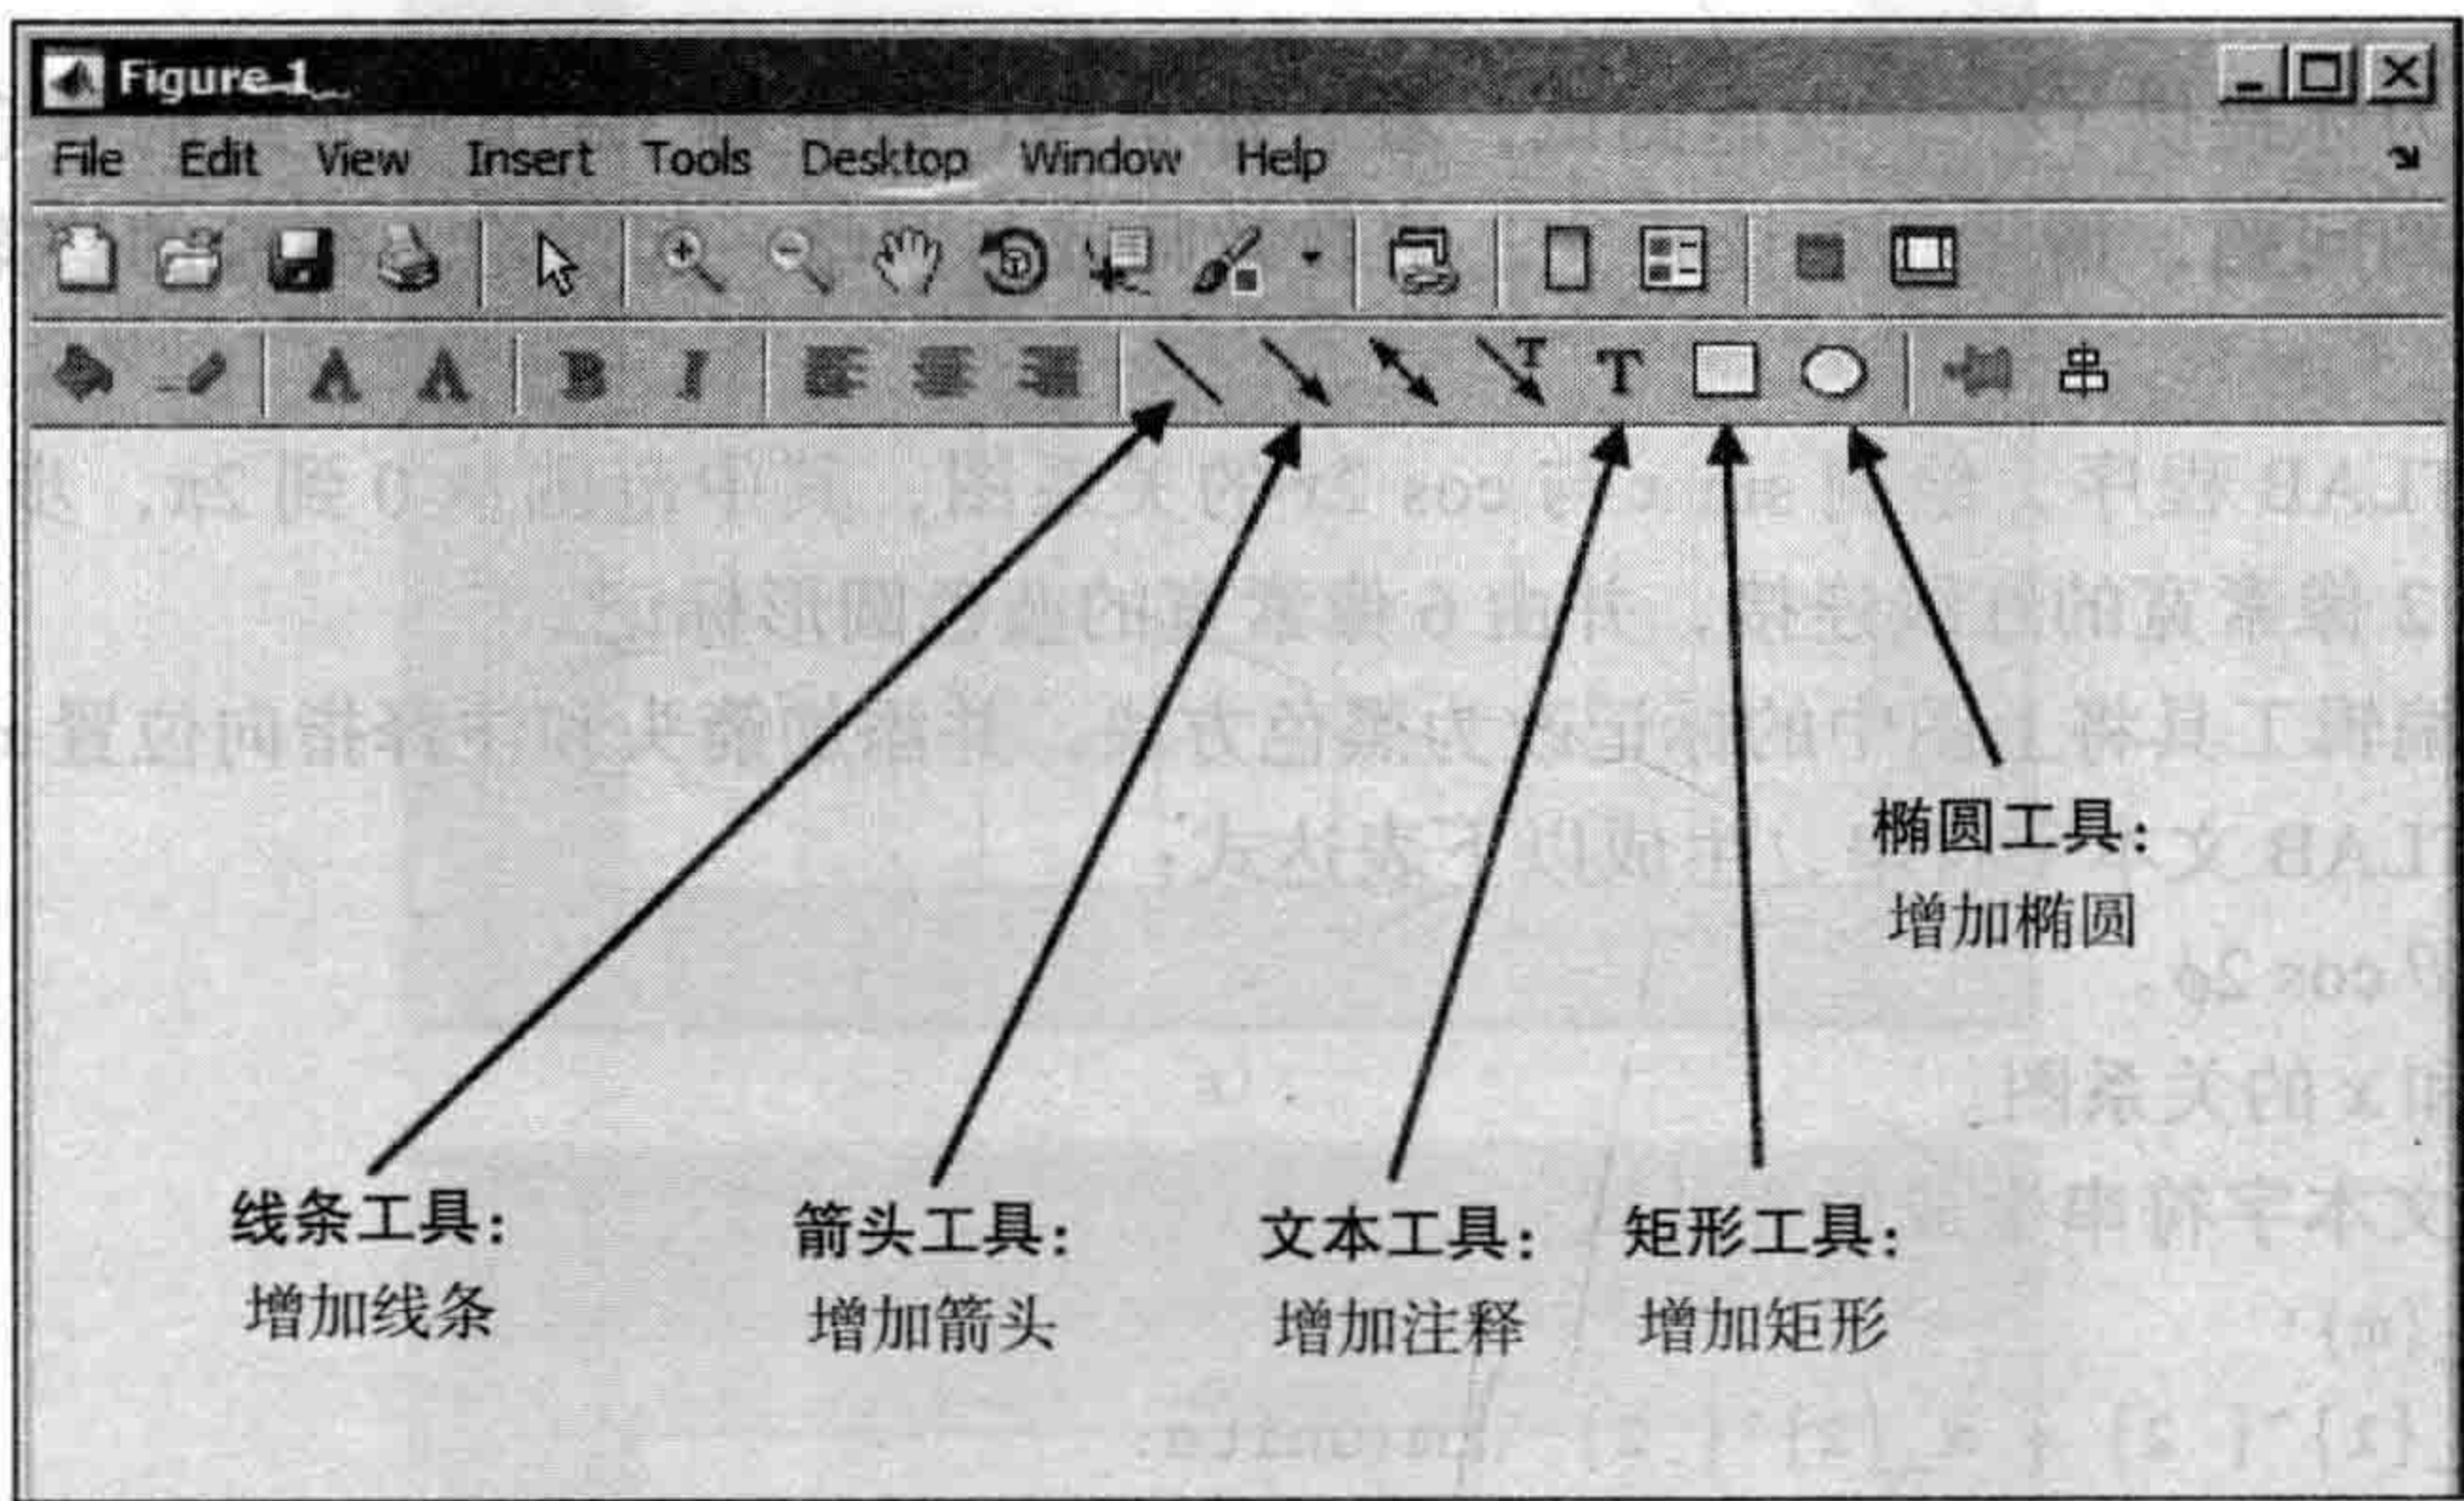 Figure 1
File Edit View Insert Tools Desktop Window Help
B I T T
椭圆工具：
增加椭圆
线条工具：
增加线条
箭头工具：
增加箭头
文本工具：
增加注释
矩形工具：
增加矩形